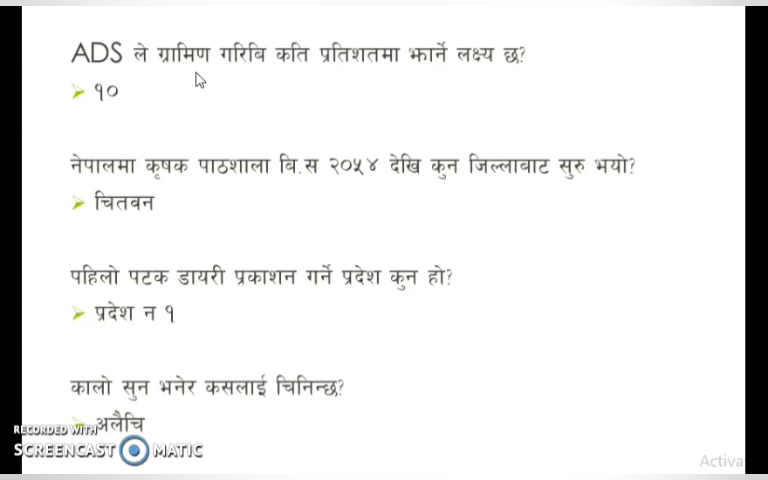 ADS ले ग्रामिण गरिबि कति प्रतिशतमा झार्ने लक्ष्य छ?
१०
नेपालमा कृषक पाठशाला बि.स २०५४ देखि कुन जिल्लाबाट सुरु भयो?
चितवन
पहिलो पटक डायरी प्रकाशन गर्ने प्रदेश कुन हो?
प्रदेश न १
कालो सुन भनेर कसलाई चिनिन्छ?
अलैचि
RECORDED WITH
SCREENCAST MATIC
Activa